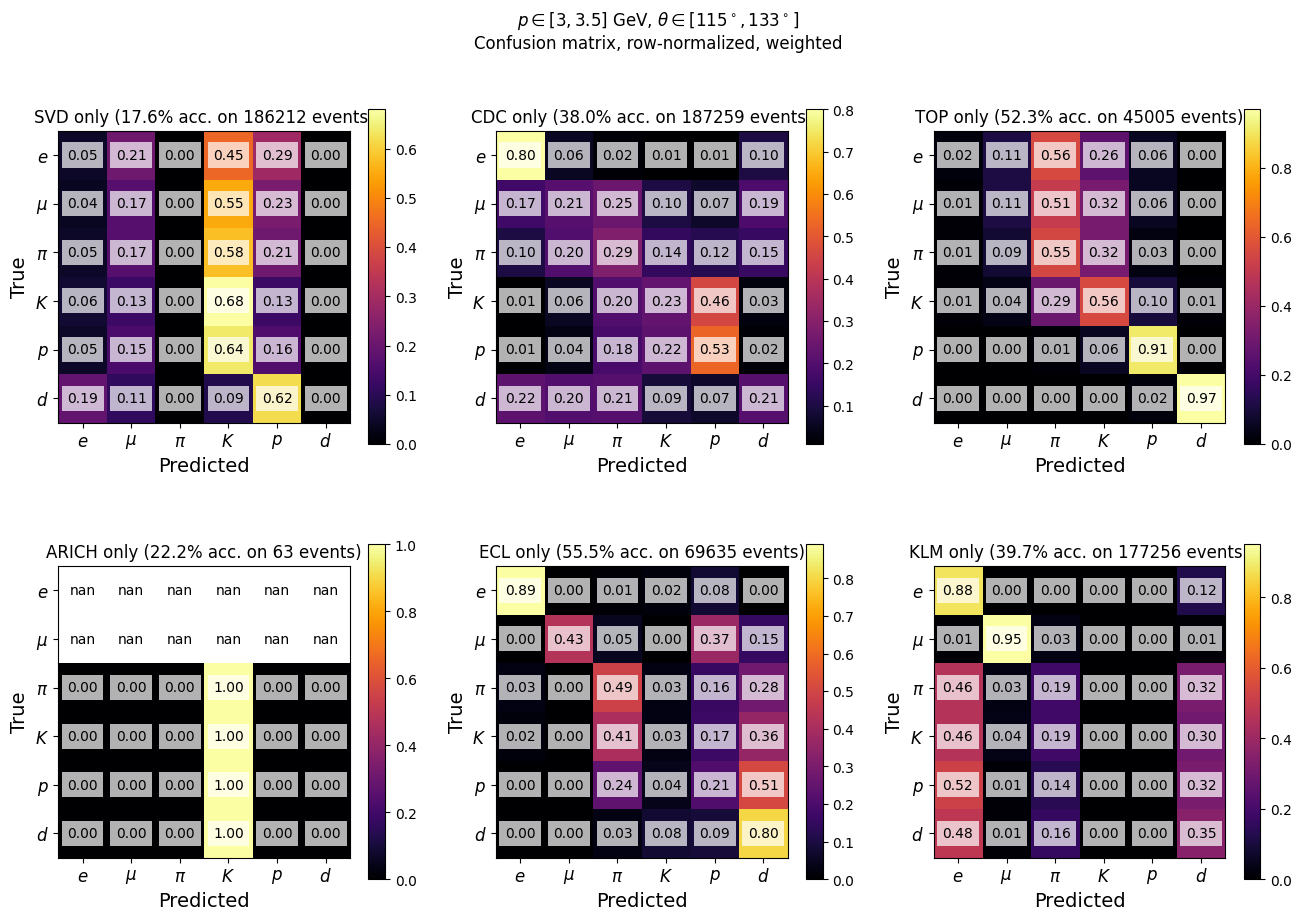 p ∈ [3, 3.5] GeV, θ ∈ [115°, 133°]
Confusion matrix, row-normalized, weighted
SVD only (17.6% acc. on 186212 events
e 0.05 0.21 0.00 0.45 0.29 0.00
μ 0.04 0.17 0.00 0.55 0.23 0.00
π 0.05 0.17 0.00 0.58 0.21 0.00
K 0.06 0.13 0.00 0.68 0.13 0.00
p 0.05 0.15 0.00 0.64 0.16 0.00
d 0.19 0.11 0.00 0.09 0.62 0.00
e μ π K p d
Predicted
True
0.6
0.5
0.4
0.3
0.2
0.1
0.0
CDC only (38.0% acc. on 187259 events
e 0.80 0.06 0.02 0.01 0.01 0.10
μ 0.17 0.21 0.25 0.10 0.07 0.19
π 0.10 0.20 0.29 0.14 0.12 0.15
K 0.01 0.06 0.20 0.23 0.46 0.03
p 0.01 0.04 0.18 0.22 0.53 0.02
d 0.22 0.20 0.21 0.09 0.07 0.21
e μ π K p d
Predicted
True
0.8
0.7
0.6
0.5
0.4
0.3
0.2
0.1
TOP only (52.3% acc. on 45005 events)
e 0.02 0.11 0.56 0.26 0.06 0.00
μ 0.01 0.11 0.51 0.32 0.06 0.00
π 0.01 0.09 0.55 0.32 0.03 0.00
K 0.01 0.04 0.29 0.56 0.10 0.01
p 0.00 0.00 0.01 0.06 0.91 0.00
d 0.00 0.00 0.00 0.00 0.02 0.97
e μ π K p d
Predicted
True
0.8
0.6
0.4
0.2
0.0
ARICH only (22.2% acc. on 63 events)
e nan nan nan nan nan nan
μ nan nan nan nan nan nan
π 0.00 0.00 0.00 1.00 0.00 0.00
K 0.00 0.00 0.00 1.00 0.00 0.00
p 0.00 0.00 0.00 1.00 0.00 0.00
d 0.00 0.00 0.00 1.00 0.00 0.00
e μ π K p d
Predicted
True
1.0
0.8
0.6
0.4
0.2
0.0
ECL only (55.5% acc. on 69635 events)
e 0.89 0.00 0.01 0.02 0.08 0.00
μ 0.00 0.43 0.05 0.00 0.37 0.15
π 0.03 0.00 0.49 0.03 0.16 0.28
K 0.02 0.00 0.41 0.03 0.17 0.36
p 0.00 0.00 0.24 0.04 0.21 0.51
d 0.00 0.00 0.03 0.08 0.09 0.80
e μ π K p d
Predicted
True
0.8
0.7
0.6
0.5
0.4
0.3
0.2
0.1
0.0
KLM only (39.7% acc. on 177256 events
e 0.88 0.00 0.00 0.00 0.00 0.12
μ 0.01 0.95 0.03 0.00 0.00 0.01
π 0.46 0.03 0.19 0.00 0.00 0.32
K 0.46 0.04 0.19 0.00 0.00 0.30
p 0.52 0.01 0.14 0.00 0.00 0.32
d 0.48 0.01 0.16 0.00 0.00 0.35
e μ π K p d
Predicted
True
0.8
0.6
0.4
0.2
0.0